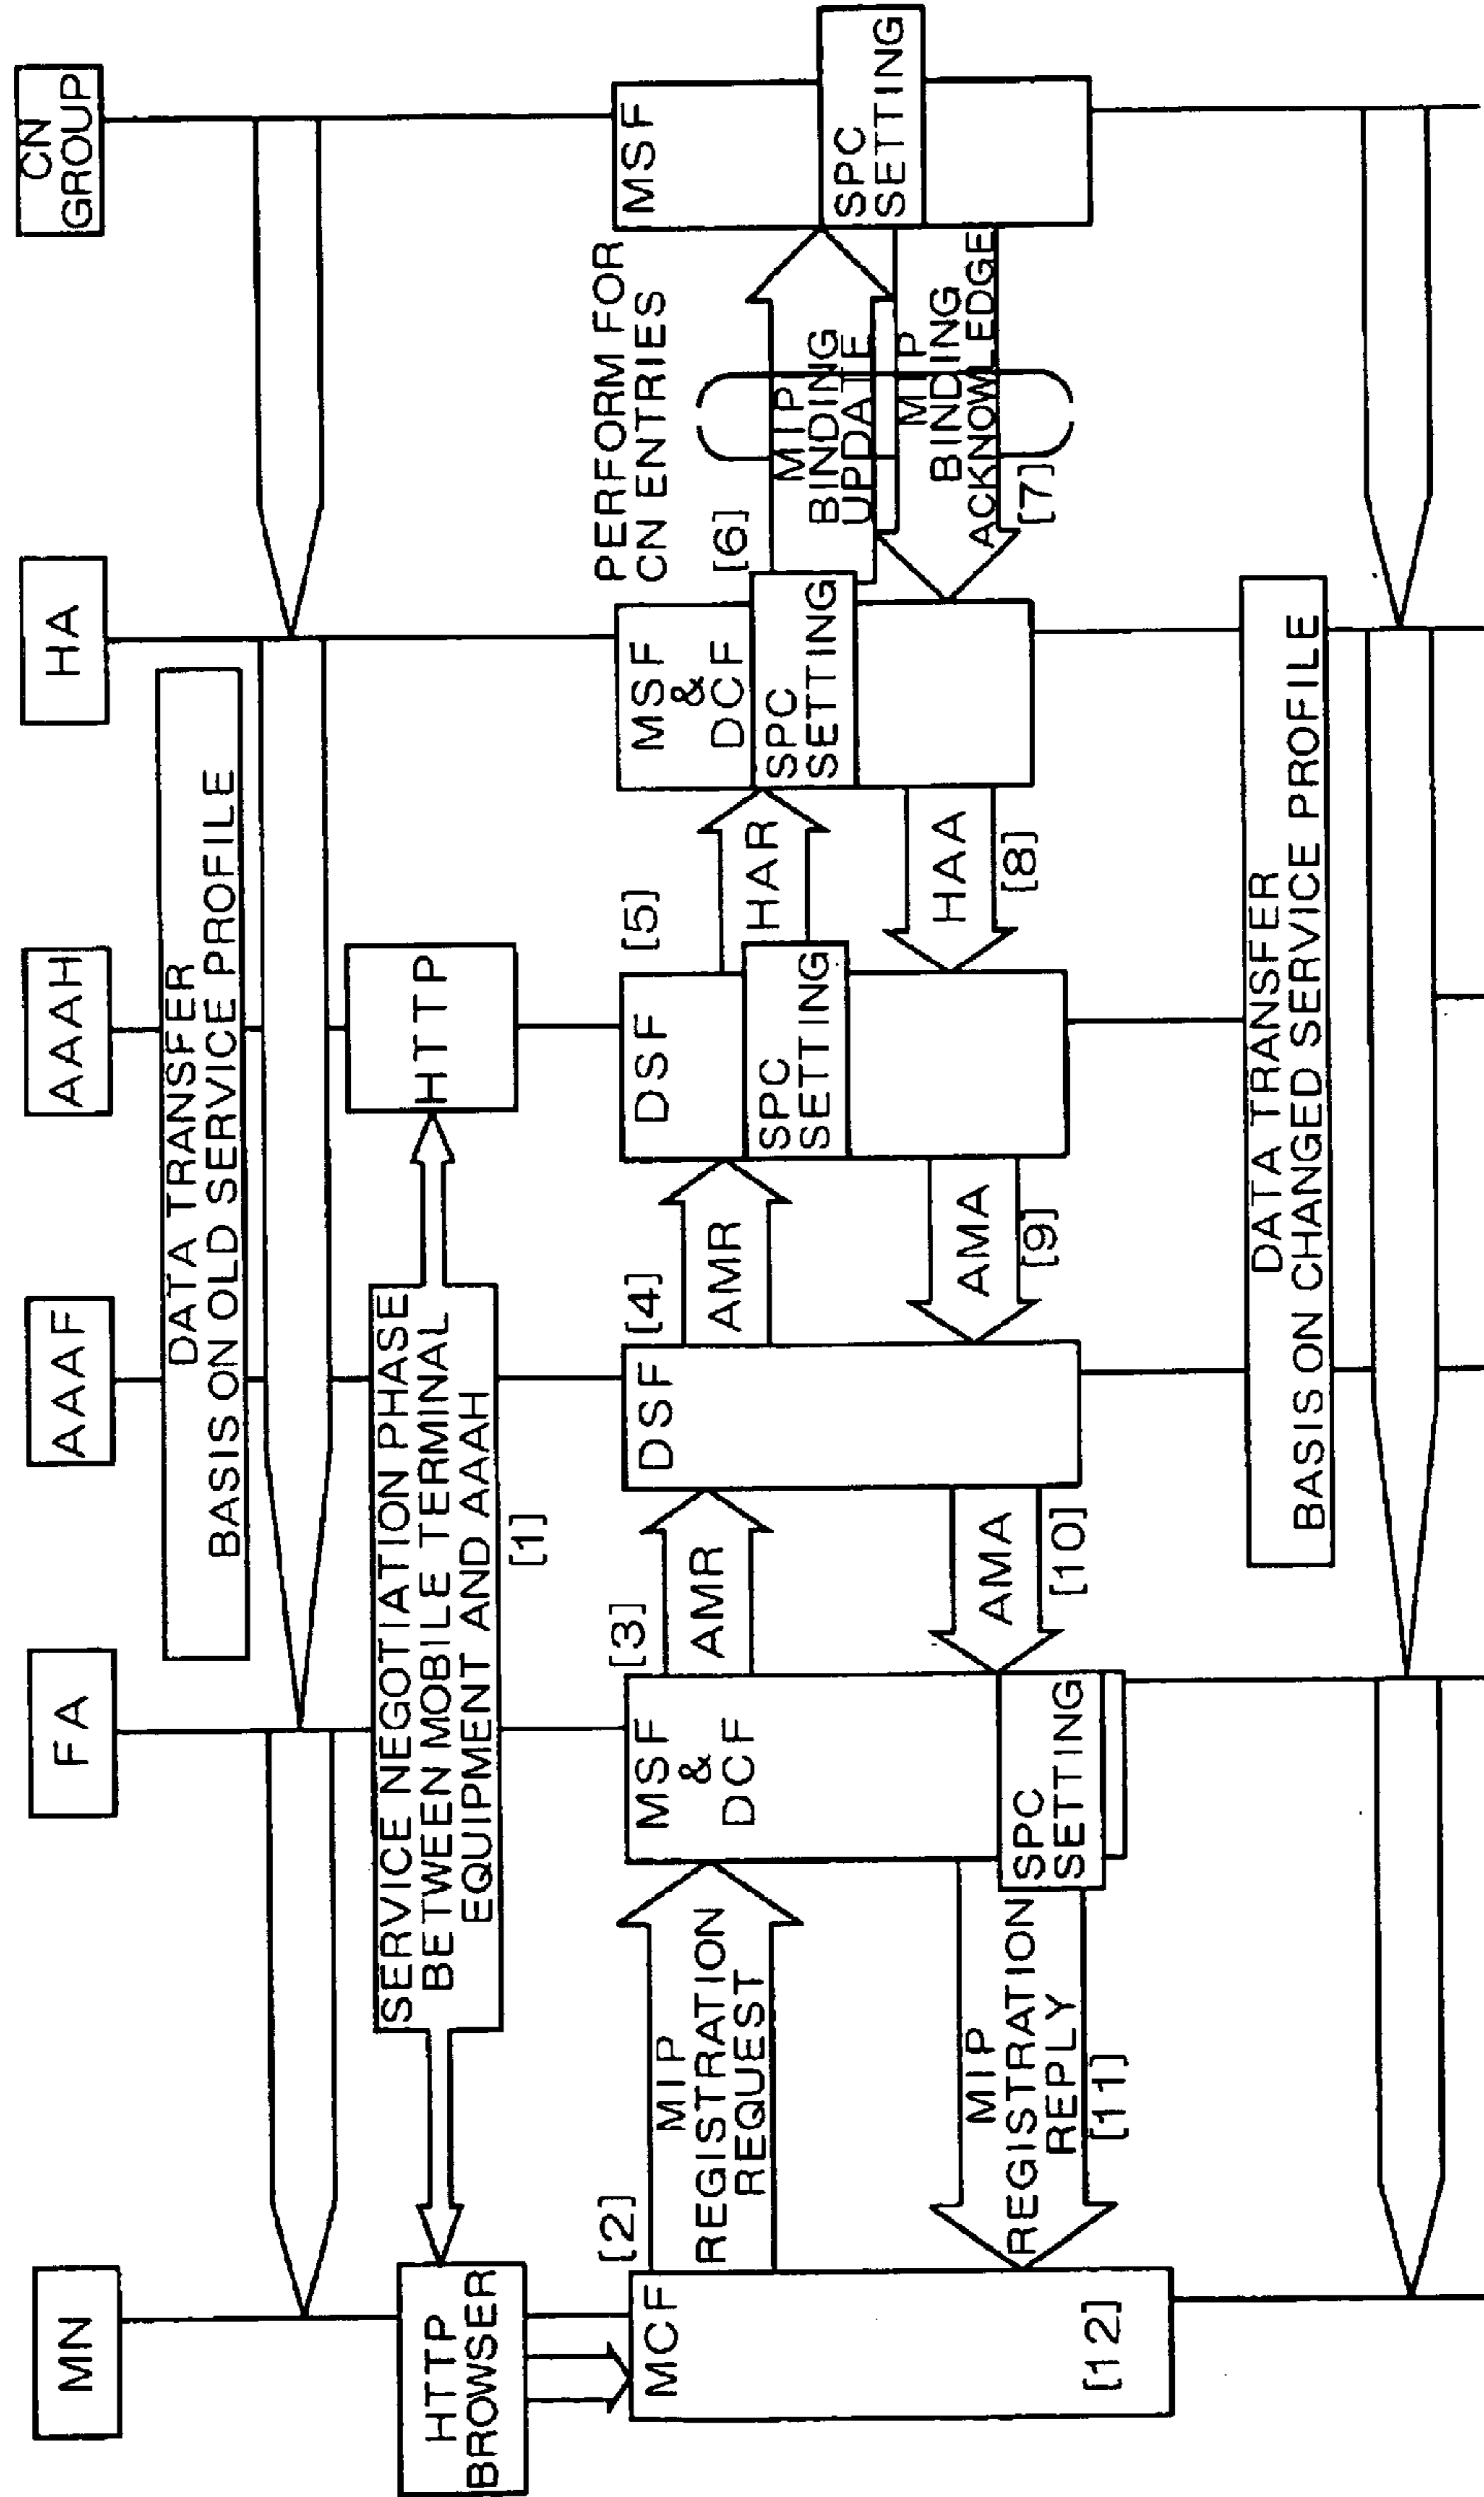 MN
FA
AAAF
AAAH
HA
CN
GROUP
DATA TRANSFER
BASIS ON OLD SERVICE PROFILE
HTTP
BROWSER
SERVICE NEGOTIATION PHASE
BETWEEN MOBILE TERMINAL
EQUIPMENT AND AAAH
[1]
HTTP
PERFORM FOR
CN ENTRIES
[2]
MIP
REGISTRATION
REQUEST
[3]
AMR
[4]
AMR
[5]
HAR
[6]
MIP
BINDING
UPDATE
MCF
MSF
&
DCF
DSF
DSF
SPC
SETTING
MSF
&
DCF
SPC
SETTING
MSF
SPC
SETTING
MIP
BINDING
ACKNOWLEDGE
[7]
HAA
[8]
AMA
[9]
AMA
[10]
SPC
SETTING
MIP
REGISTRATION
REPLY
[11]
[12]
DATA TRANSFER
BASIS ON CHANGED SERVICE PROFILE